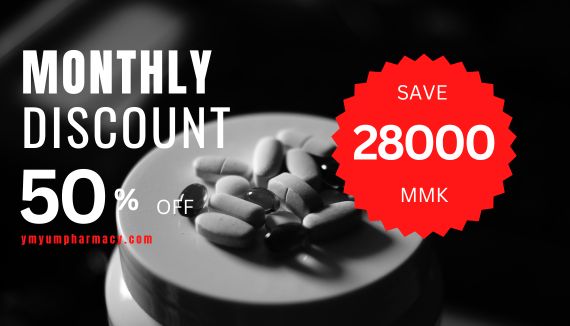 MONTHLY
DISCOUNT
50% OFF
ymyumpharmacy.com
SAVE
28000
MMK